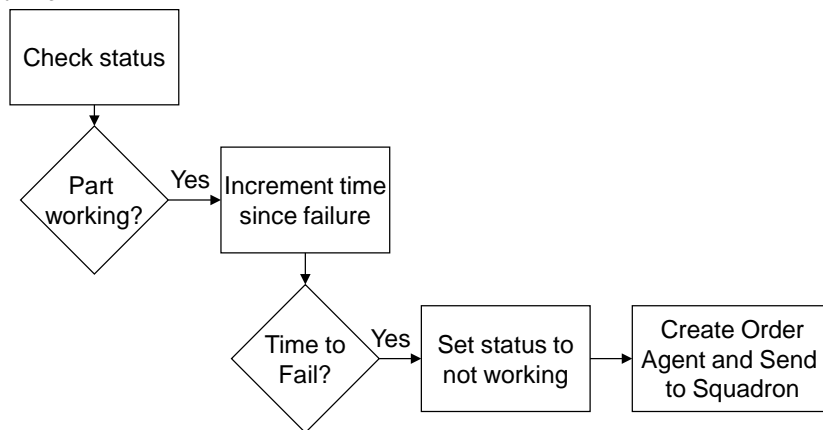 Check status
Part
working?
Yes
Increment time
since failure
Time to
Fail?
Yes
Set status to
not working
Create Order
Agent and Send
to Squadron